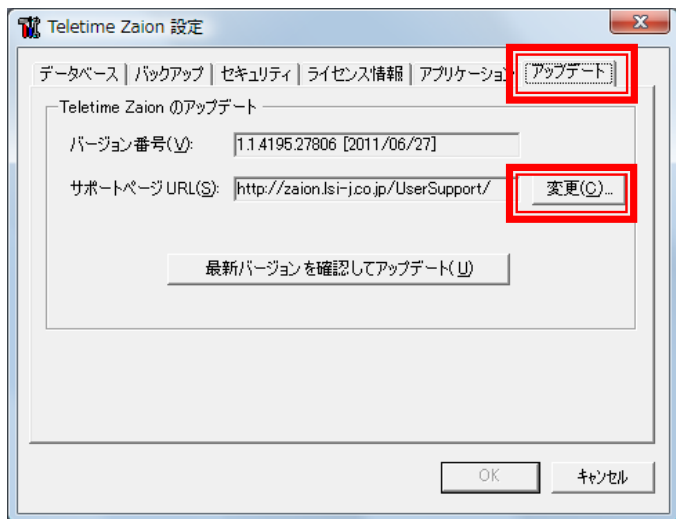 Teletime Zaion 設定
データベース バックアップ セキュリティ ライセンス情報 アプリケーション アップデート
Teletime Zaion のアップデート
バージョン番号(V): 1.1.4195.27806 [2011/06/27]
サポートページ URL(S): http://zaion.lsi-j.co.jp/UserSupport/ 変更(C)...
最新バージョンを確認してアップデート(U)
OK キャンセル